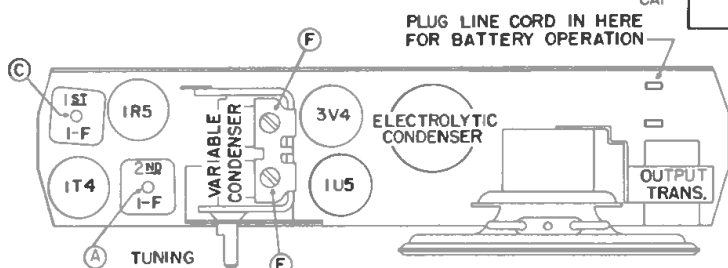 PLUG LINE CORD IN HERE
FOR BATTERY OPERATION
F
C
1ST
I-F
1R5
VARIABLE
CONDENSER
3V4
ELECTROLYTIC
CONDENSER
1T4
2ND
I-F
1U5
OUTPUT
TRANS.
A
TUNING